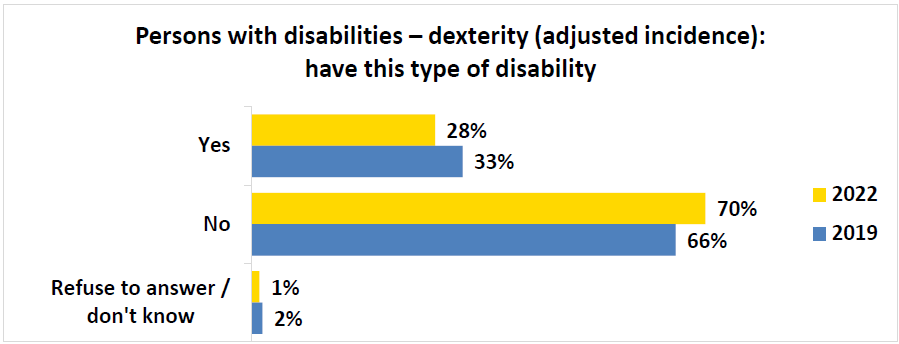 Persons with disabilities – dexterity (adjusted incidence):
have this type of disability
Yes
28%
33%
No
70%
66%
Refuse to answer /
don't know
1%
2%
2022
2019